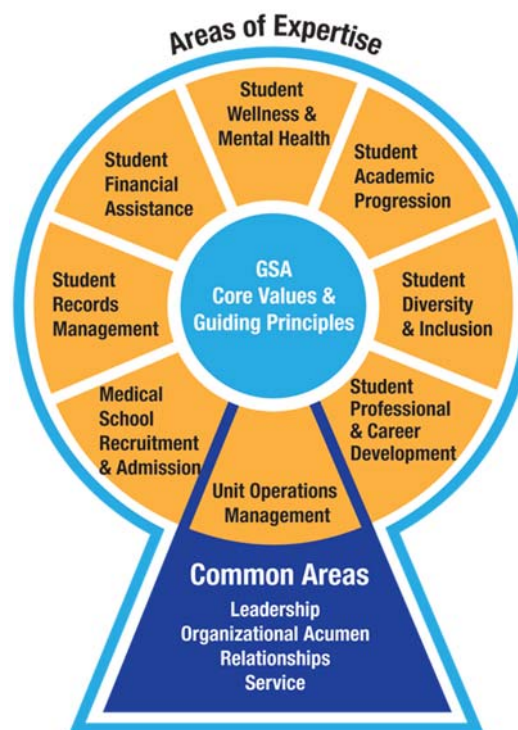 Areas of Expertise
Student
Wellness &
Mental Health
Student
Academic
Progression
Student
Diversity
& Inclusion
Student
Professional
& Career
Development
Unit Operations
Management
Medical
School
Recruitment
& Admission
Student
Records
Management
Student
Financial
Assistance
GSA
Core Values &
Guiding Principles
Common Areas
Leadership
Organizational Acumen
Relationships
Service